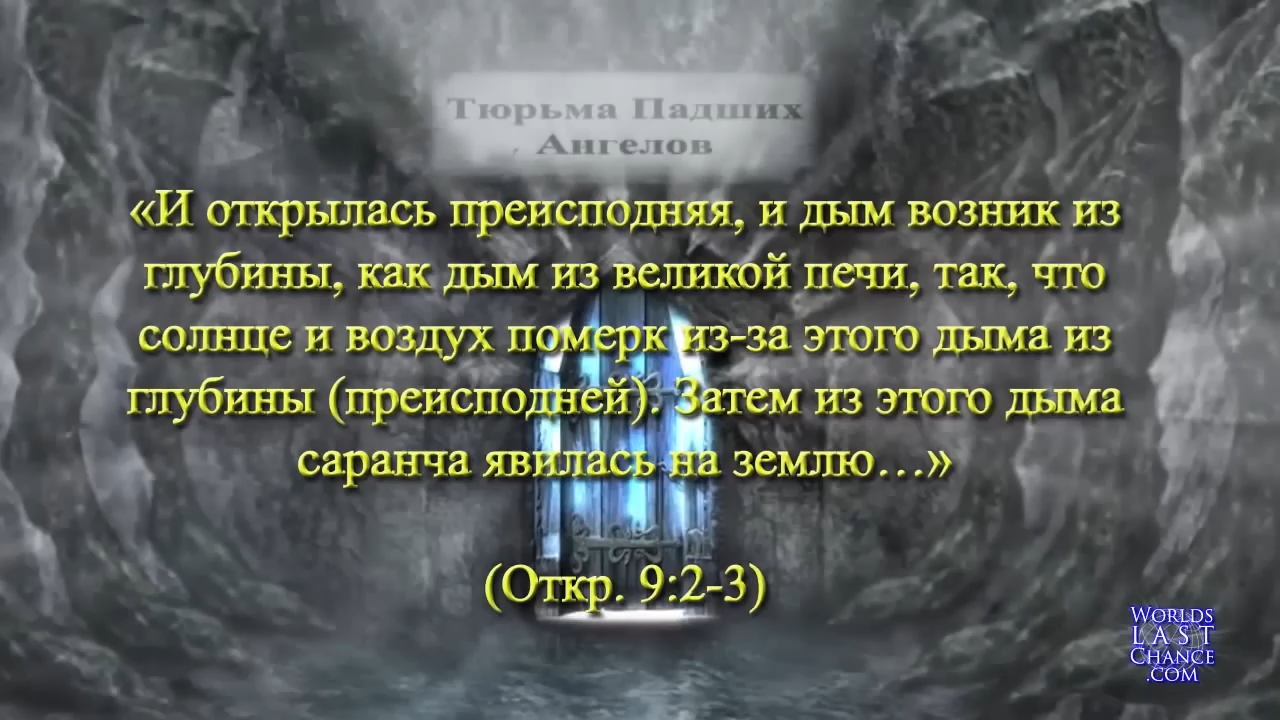 Тюрьма Падших
Ангелов
«И открылась преисподняя, и дым возник из
глубины, как дым из великой печи, так, что
солнце и воздух померк из-за этого дыма из
глубины (преисподней). Затем из этого дыма
саранча явилась на землю…»
(Откр. 9:2-3)
WORLDS
LAST
CHANCE
.COM